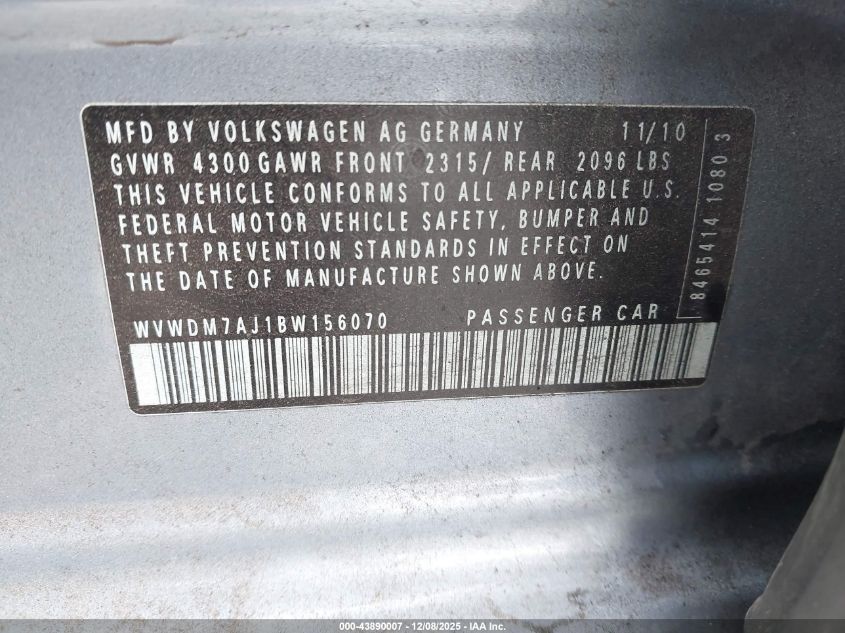 MFD BY VOLKSWAGEN AG GERMANY 11/10
GVWR 4300 GAWR FRONT 2315/ REAR 2096 LBS
THIS VEHICLE CONFORMS TO ALL APPLICABLE U.S.
FEDERAL MOTOR VEHICLE SAFETY, BUMPER AND
THEFT PREVENTION STANDARDS IN EFFECT ON
THE DATE OF MANUFACTURE SHOWN ABOVE.
WVWDM7AJ1BW156070 PASSENGER CAR
8465414 1080 3
000-43890007 - 12/08/2025 - IAA Inc.